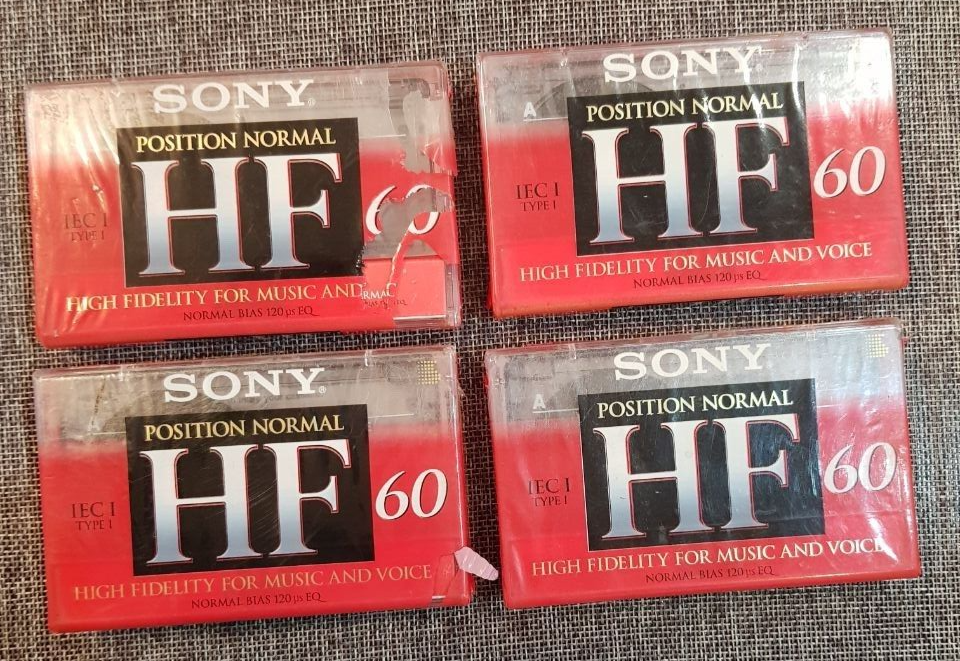 SONY®
POSITION NORMAL
HF 60
IEC I
TYPE I
HIGH FIDELITY FOR MUSIC AND
NORMAL BIAS 120 µs EQ
SONY
A
POSITION NORMAL
HF 60
IEC I
TYPE I
HIGH FIDELITY FOR MUSIC AND VOICE
NORMAL BIAS 120 µs EQ
SONY®
A
POSITION NORMAL
HF 60
IEC I
TYPE I
HIGH FIDELITY FOR MUSIC AND VOICE
NORMAL BIAS 120 µs EQ
SONY
A
POSITION NORMAL
HF 60
IEC I
TYPE I
HIGH FIDELITY FOR MUSIC AND VOICE
NORMAL BIAS 120 µs EQ